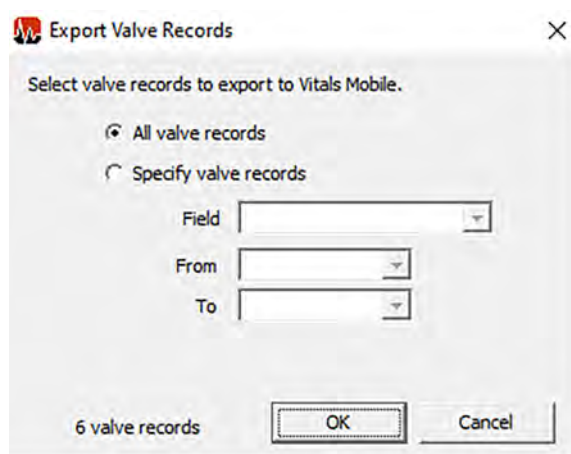 Export Valve Records
Select valve records to export to Vitals Mobile.
All valve records
Specify valve records
Field
From
To
6 valve records OK Cancel